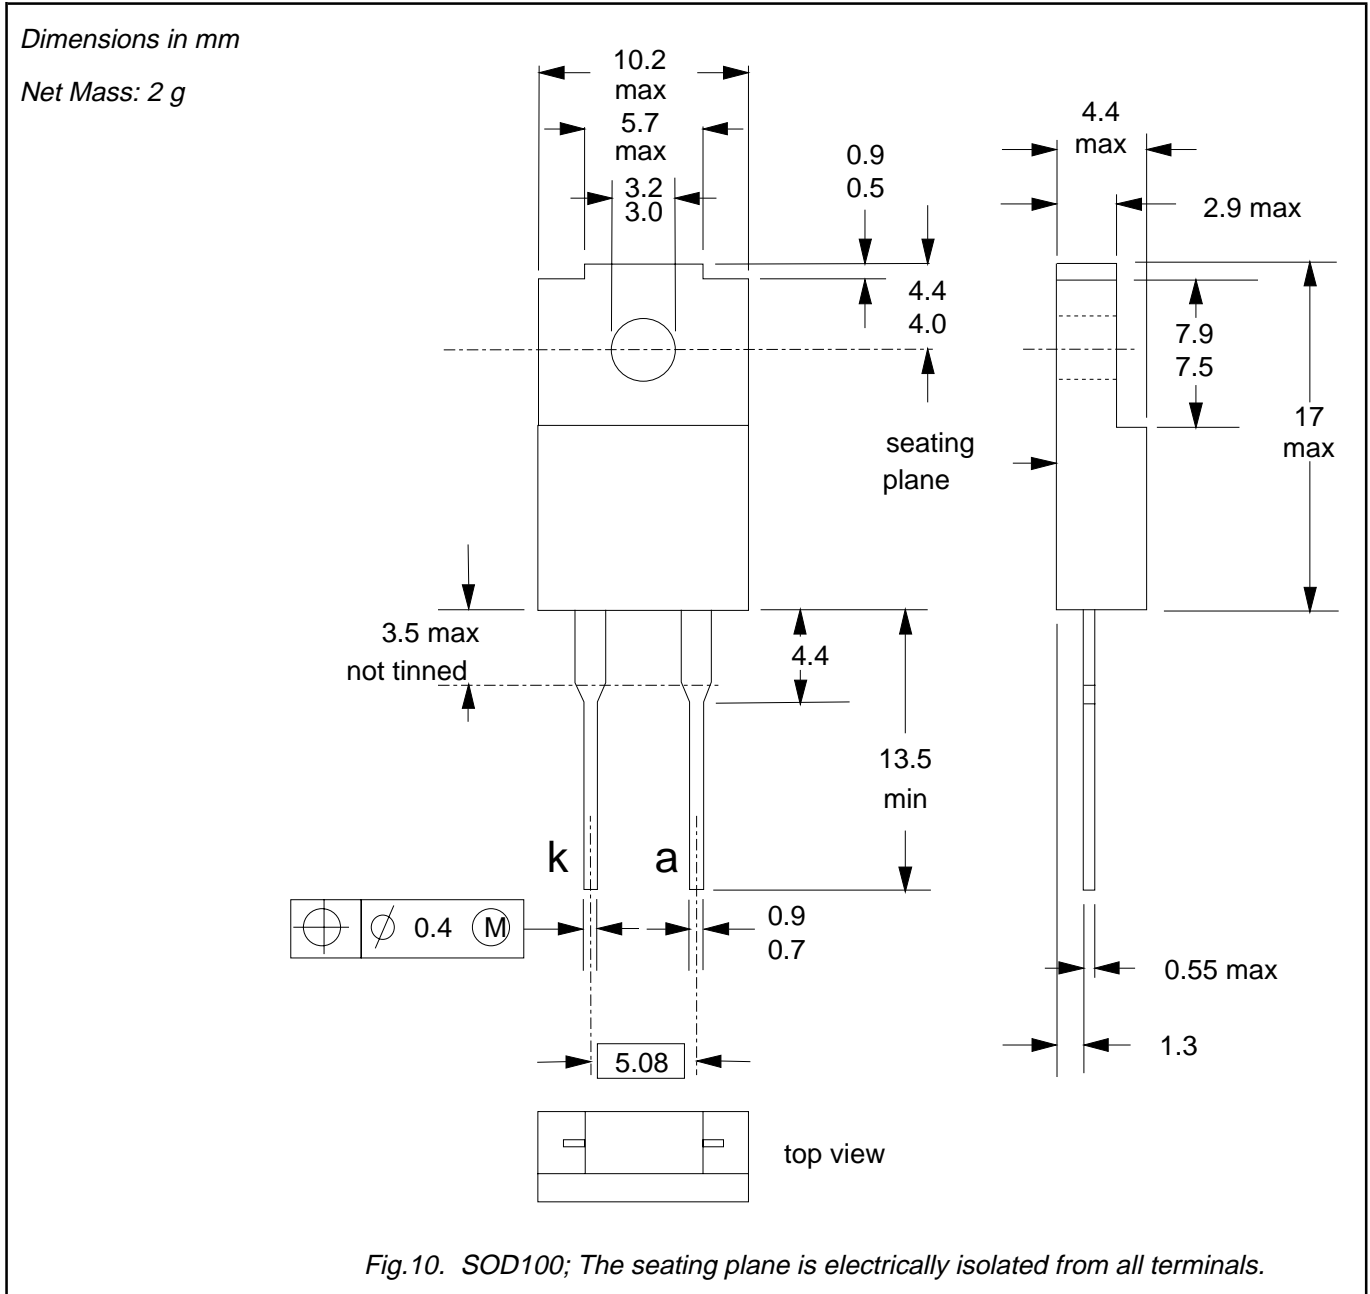 Dimensions in mm
Net Mass: 2 g
10.2
max
5.7
max
3.2
3.0
0.9
0.5
4.4
4.0
4.4
max
2.9 max
7.9
7.5
17
max
seating
plane
3.5 max
not tinned
4.4
13.5
min
k
a
0.4
M
0.9
0.7
0.55 max
1.3
5.08
top view
Fig.10. SOD100; The seating plane is electrically isolated from all terminals.